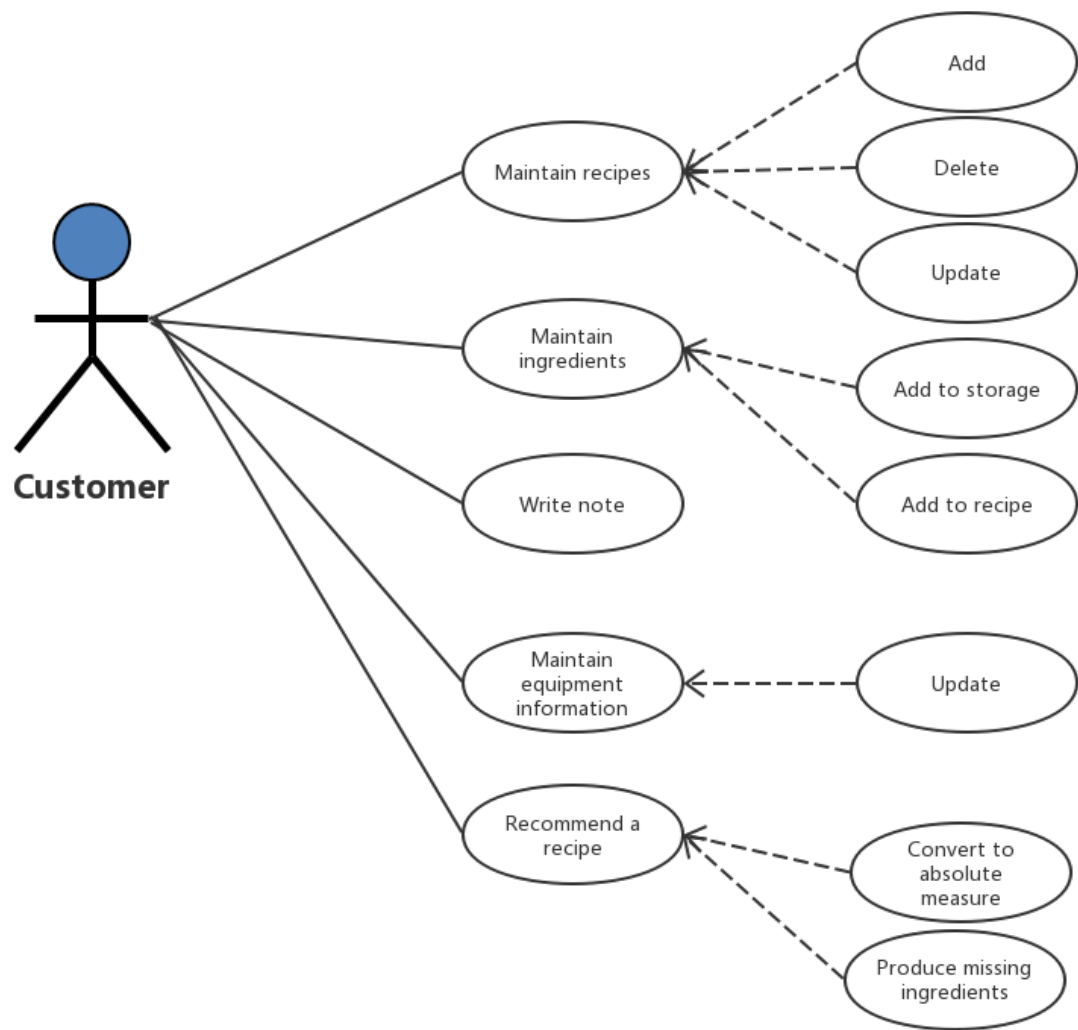 Add
Maintain recipes
Delete
Update
Maintain
ingredients
Add to storage
Customer
Write note
Add to recipe
Maintain
equipment
information
Update
Recommend a
recipe
Convert to
absolute
measure
Produce missing
ingredients